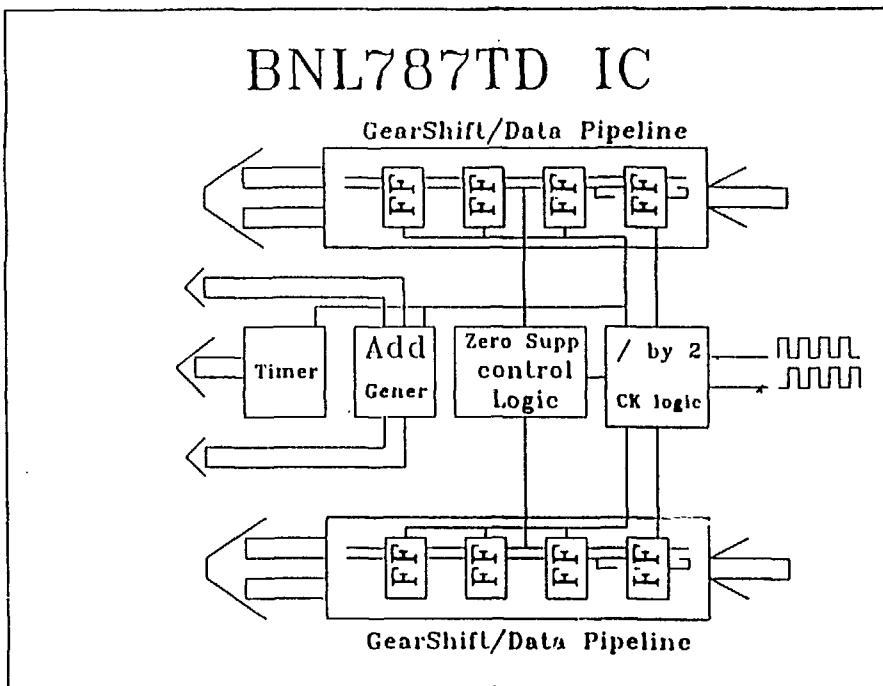 BNL787TD IC
GearShift/Data Pipeline
Timer
Add
Gener
Zero Supp
control
Logic
/ by 2
CK logic
GearShift/Data Pipeline